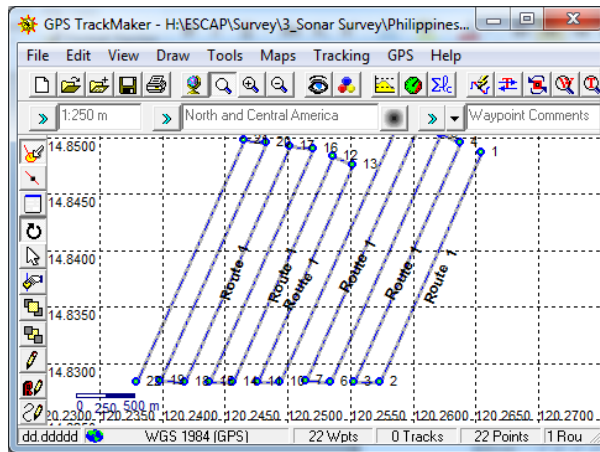 GPS TrackMaker - H:\ESCAP\Survey\3_Sonar Survey\Philippines...
File Edit View Draw Tools Maps Tracking GPS Help
1:250 m North and Central America Waypoint Comments
14.8500
14.8450
14.8400
14.8350
14.8300
20 17 16 12 13 4 1
Route 1 Route 1 Route 1 Route 1 Route 1 Route 1
19 18 15 14 10 7 6 3 2
0 250 500 m
120.2350 120.2400 120.2450 120.2500 120.2550 120.2600 120.2650 120.2700
dd.ddddd WGS 1984 (GPS) 22 Wpts 0 Tracks 22 Points 1 Rou